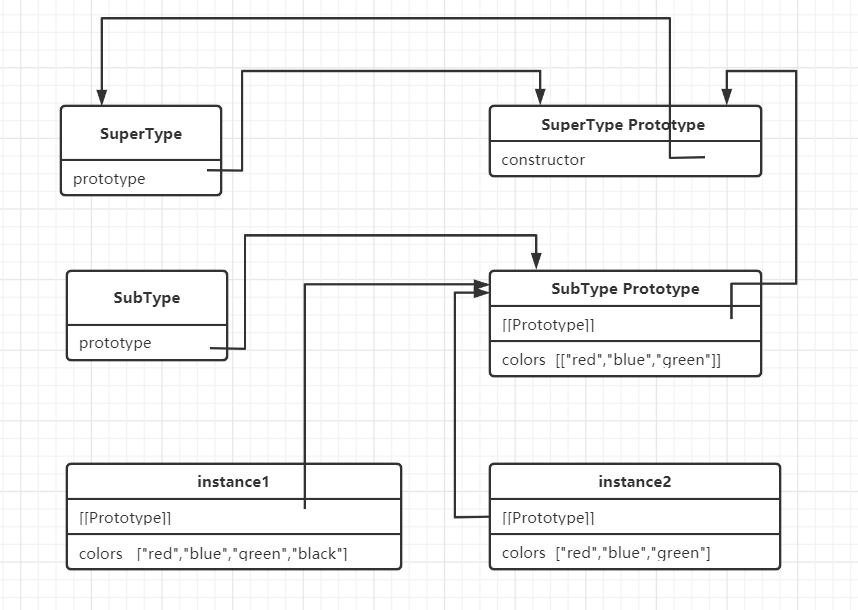 SuperType
prototype
SuperType Prototype
constructor
SubType
prototype
SubType Prototype
[[Prototype]]
colors [["red","blue","green"]]
instance1
[[Prototype]]
colors ["red","blue","green","black"]
instance2
[[Prototype]]
colors ["red","blue","green"]